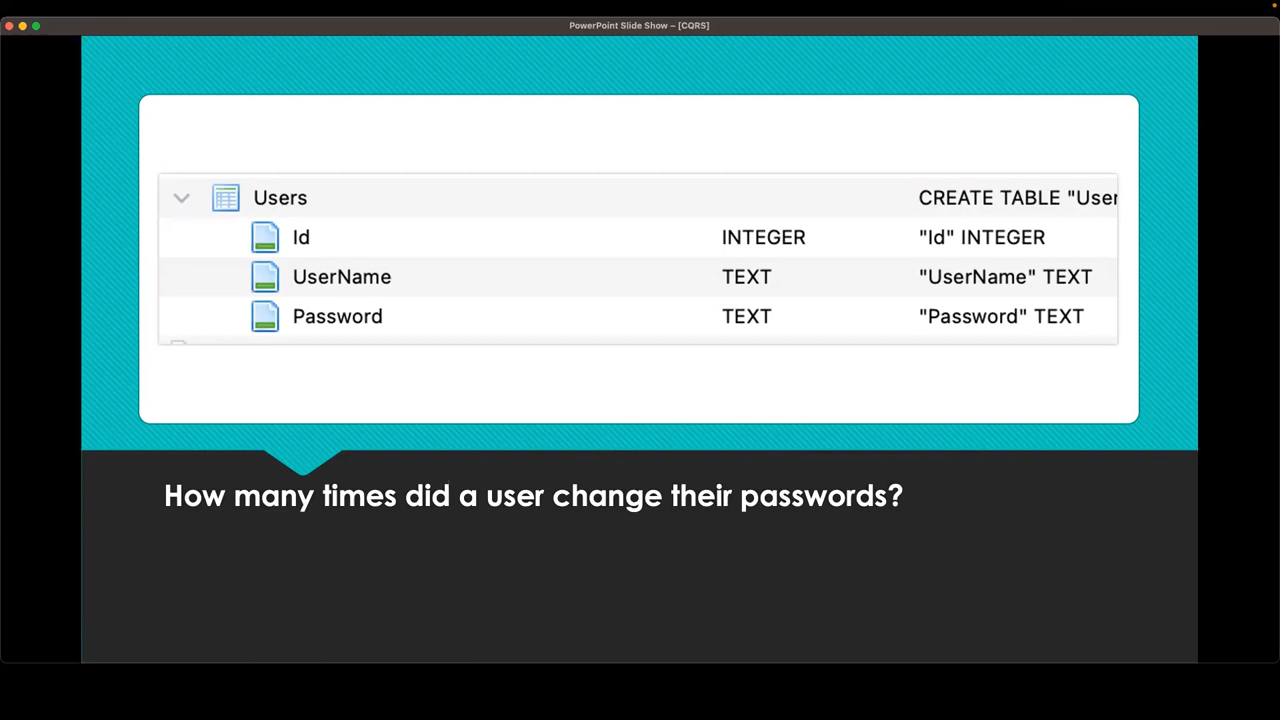 PowerPoint Slide Show – [CQRS]
Users CREATE TABLE "User
Id INTEGER "Id" INTEGER
UserName TEXT "UserName" TEXT
Password TEXT "Password" TEXT
How many times did a user change their passwords?